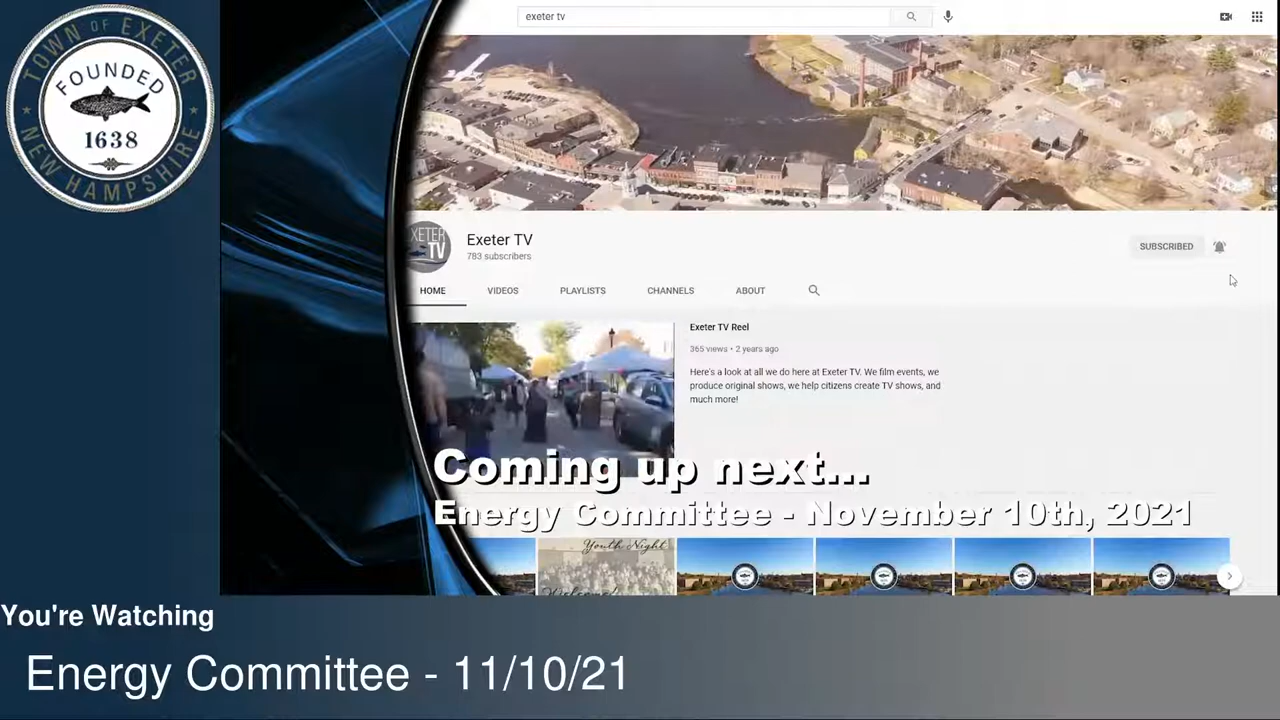 TOWN OF EXETER
FOUNDED
1638
NEW HAMPSHIRE
exeter tv
EXETER
TV
Exeter TV
783 subscribers
SUBSCRIBED
HOME VIDEOS PLAYLISTS CHANNELS ABOUT
Exeter TV Reel
365 views • 2 years ago
Here's a look at all we do here at Exeter TV. We film events, we
produce original shows, we help citizens create TV shows, and
much more!
Coming up next...
Energy Committee - November 10th, 2021
Youth Night
Welcome
You're Watching
Energy Committee - 11/10/21